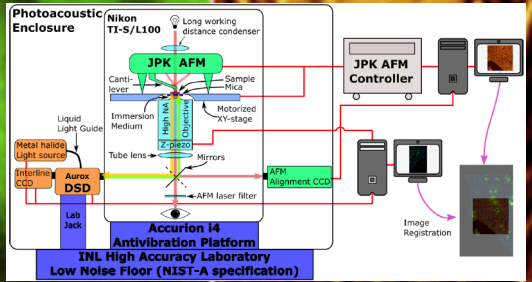 Photoacoustic
Enclosure
Nikon
TI-S/L100
Long working
distance condenser
JPK AFM
Canti-
lever
Sample
Mica
Immersion
Medium
High NA
Objective
Motorized
XY-stage
Z-piezo
Tube lens
Mirrors
Liquid
Light Guide
Metal halide
Light source
Interline
CCD
Aurox
DSD
Lab
Jack
AFM
Alignment CCD
AFM laser filter
Accurion i4
Antivibration Platform
INL High Accuracy Laboratory
Low Noise Floor (NIST-A specification)
JPK AFM
Controller
Image
Registration